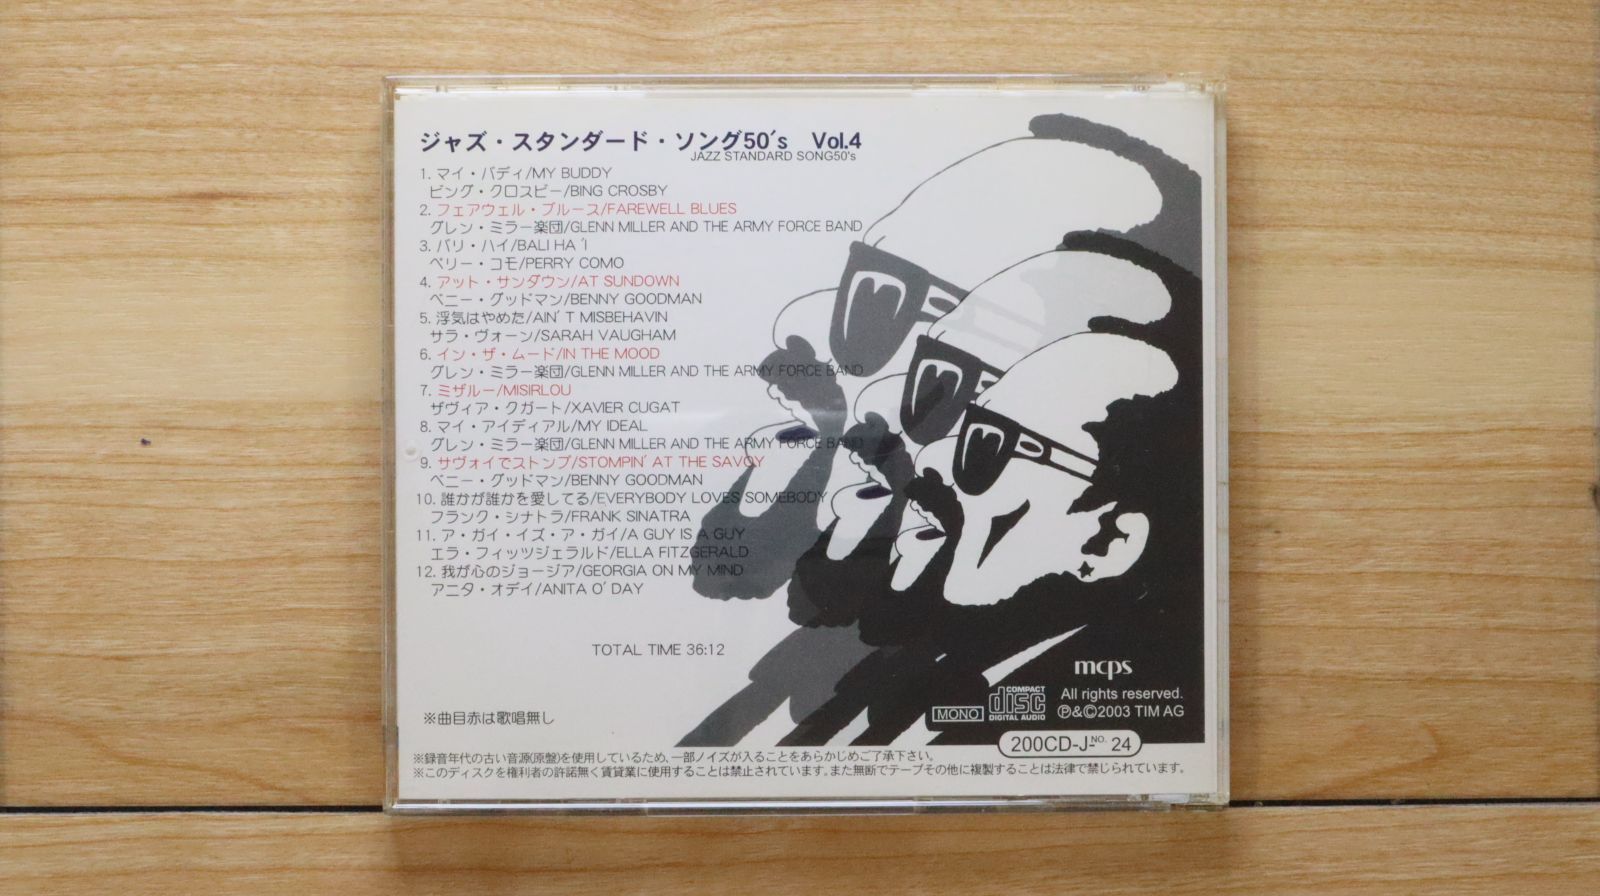 ジャズ・スタンダード・ソング50's Vol.4
JAZZ STANDARD SONG50's
1. マイ・バディ/MY BUDDY
ビング・クロスビー/BING CROSBY
2. フェアウェル・ブルース/FAREWELL BLUES
グレン・ミラー楽団/GLENN MILLER AND THE ARMY FORCE BAND
3. バリ・ハイ/BALI HA 'I
ペリー・コモ/PERRY COMO
4. アット・サンダウン/AT SUNDOWN
ベニー・グッドマン/BENNY GOODMAN
5. 浮気はやめた/AIN' T MISBEHAVIN
サラ・ヴォーン/SARAH VAUGHAM
6. イン・ザ・ムード/IN THE MOOD
グレン・ミラー楽団/GLENN MILLER AND THE ARMY FORCE BAND
7. ミザルー/MISIRLOU
ザヴィア・クガート/XAVIER CUGAT
8. マイ・アイディアル/MY IDEAL
グレン・ミラー楽団/GLENN MILLER AND THE ARMY FORCE BAND
9. サヴォイでストンプ/STOMPIN' AT THE SAVOY
ベニー・グッドマン/BENNY GOODMAN
10. 誰かが誰かを愛してる/EVERYBODY LOVES SOMEBODY
フランク・シナトラ/FRANK SINATRA
11. ア・ガイ・イズ・ア・ガイ/A GUY IS A GUY
エラ・フィッツジェラルド/ELLA FITZGERALD
12. 我が心のジョージア/GEORGIA ON MY MIND
アニタ・オデイ/ANITA O' DAY
TOTAL TIME 36:12
※曲目赤は歌唱無し
mcps
All rights reserved.
℗&©2003 TIM AG
MONO
COMPACT
disc
DIGITAL AUDIO
200CD-J-NO. 24
※録音年代の古い音源(原盤)を使用しているため、一部ノイズが入ることをあらかじめご了承下さい。
※このディスクを権利者の許諾無く賃貸業に使用することは禁止されています。また無断でテープその他に複製することは法律で禁じられています。